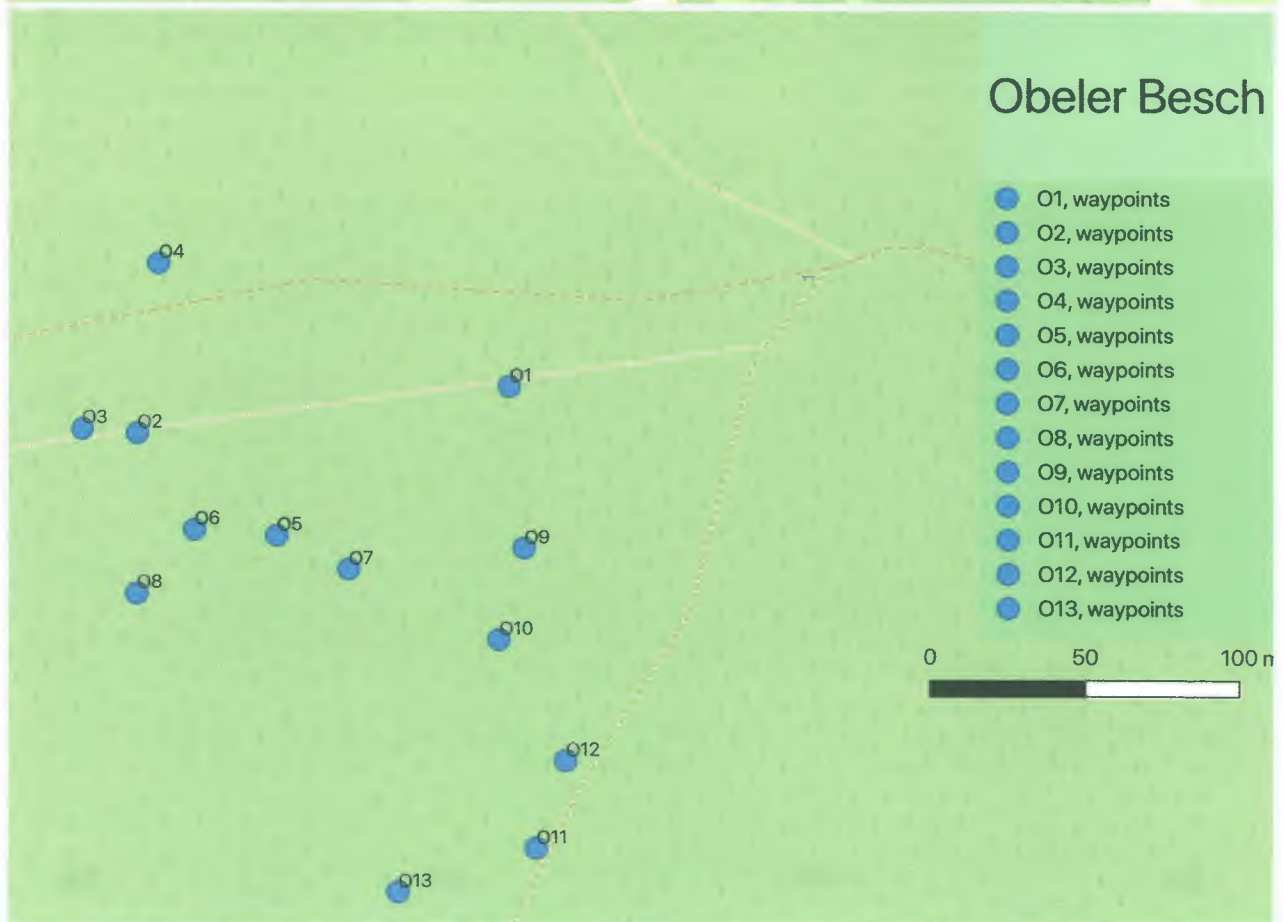 Obeler Besch
O1, waypoints
O2, waypoints
O3, waypoints
O4, waypoints
O5, waypoints
O6, waypoints
O7, waypoints
O8, waypoints
O9, waypoints
O10, waypoints
O11, waypoints
O12, waypoints
O13, waypoints
0 50 100 m
O4
O1
O3
O2
O6
O5
O9
O7
O8
O10
O12
O11
O13